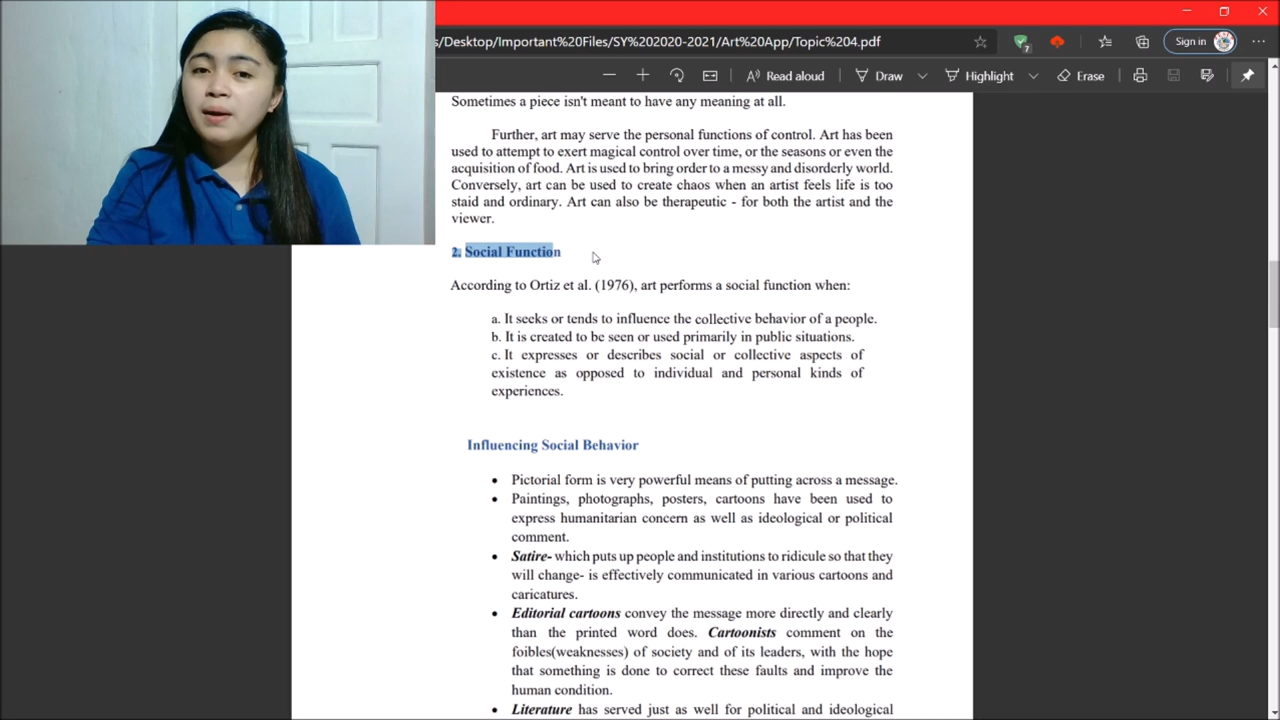 s/Desktop/Important%20Files/SY%202020-2021/Art%20App/Topic%204.pdf
Sign in
Read aloud
Draw
Highlight
Erase
7
Sometimes a piece isn't meant to have any meaning at all.
Further, art may serve the personal functions of control. Art has been
used to attempt to exert magical control over time, or the seasons or even the
acquisition of food. Art is used to bring order to a messy and disorderly world.
Conversely, art can be used to create chaos when an artist feels life is too
staid and ordinary. Art can also be therapeutic - for both the artist and the
viewer.
2. Social Function
According to Ortiz et al. (1976), art performs a social function when:
a. It seeks or tends to influence the collective behavior of a people.
b. It is created to be seen or used primarily in public situations.
c. It expresses or describes social or collective aspects of
existence as opposed to individual and personal kinds of
experiences.
Influencing Social Behavior
• Pictorial form is very powerful means of putting across a message.
• Paintings, photographs, posters, cartoons have been used to
express humanitarian concern as well as ideological or political
comment.
• Satire- which puts up people and institutions to ridicule so that they
will change- is effectively communicated in various cartoons and
caricatures.
• Editorial cartoons convey the message more directly and clearly
than the printed word does. Cartoonists comment on the
foibles(weaknesses) of society and of its leaders, with the hope
that something is done to correct these faults and improve the
human condition.
• Literature has served just as well for political and ideological